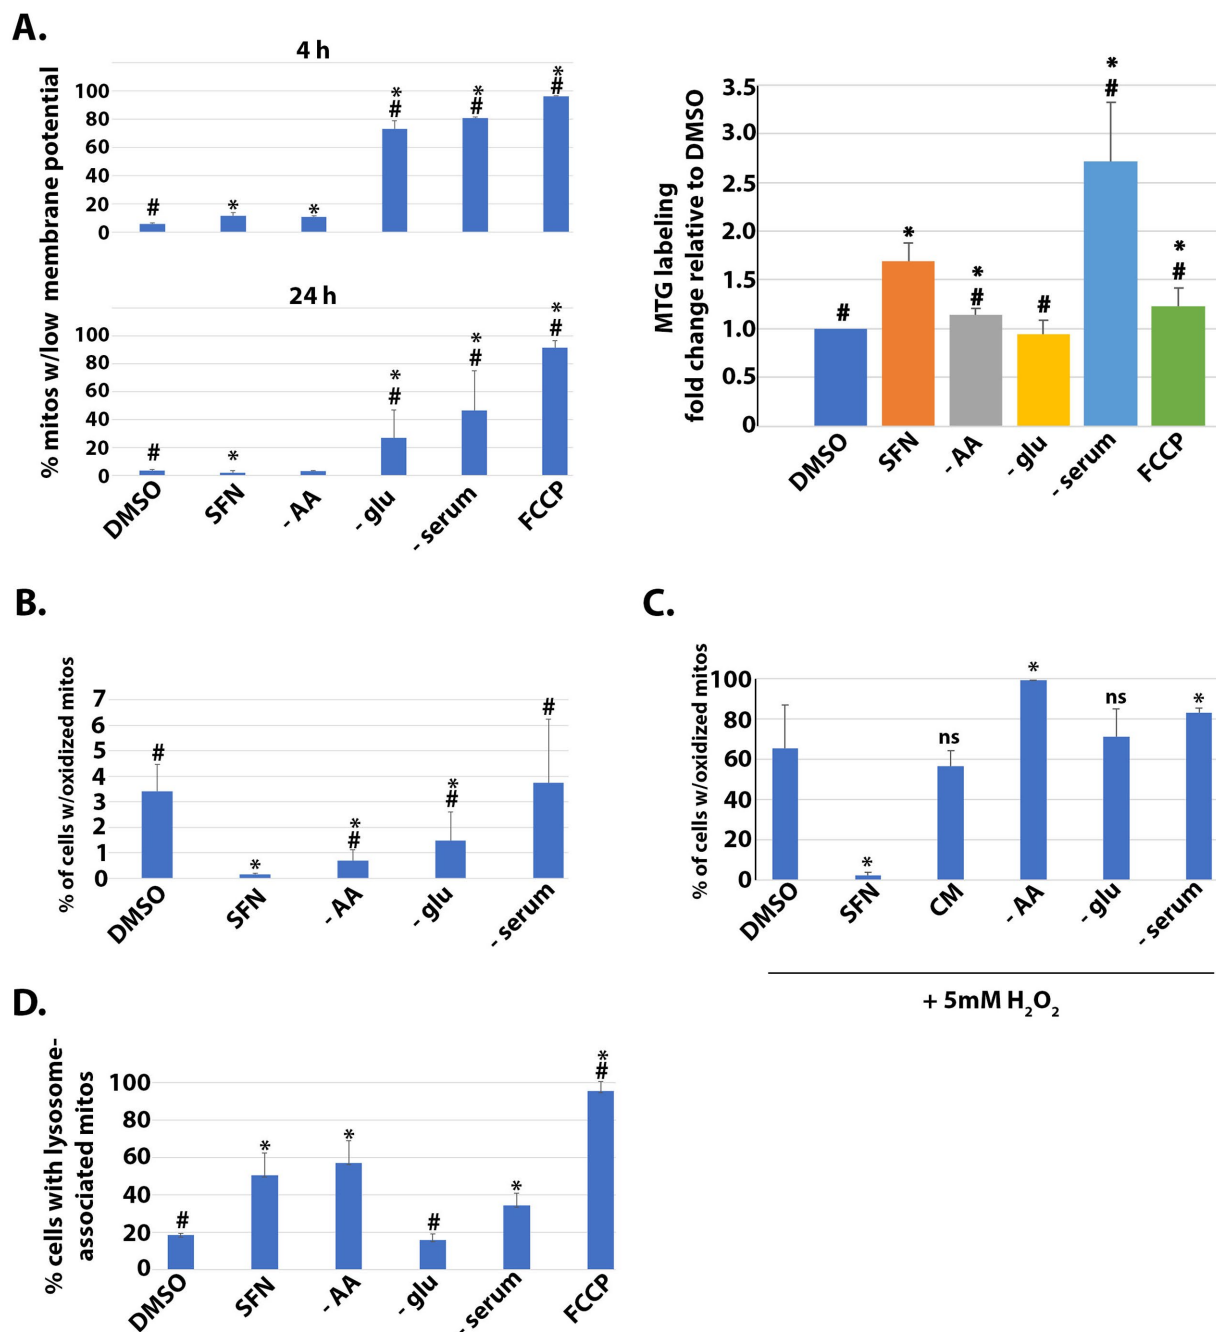 A.
4 h
% mitos w/low membrane potential
100
80
60
40
20
0
#
*
*
*
#
*
#
*
#
24 h
100
80
60
40
20
0
#
*
*
#
*
#
*
#
DMSO
SFN
- AA
- glu
- serum
FCCP
MTG labeling
fold change relative to DMSO
3.5
3.0
2.5
2.0
1.5
1.0
0.5
0
#
*
*
#
#
*
#
*
#
DMSO
SFN
- AA
- glu
- serum
FCCP
B.
% of cells w/oxidized mitos
7
6
5
4
3
2
1
0
#
*
*
#
*
#
#
DMSO
SFN
- AA
- glu
- serum
C.
% of cells w/oxidized mitos
100
80
60
40
20
0
*
ns
*
ns
*
DMSO
SFN
CM
- AA
- glu
- serum
+ 5mM H₂O₂
D.
% cells with lysosome-
associated mitos
100
80
60
40
20
0
#
*
*
#
*
*
#
DMSO
SFN
- AA
- glu
- serum
FCCP